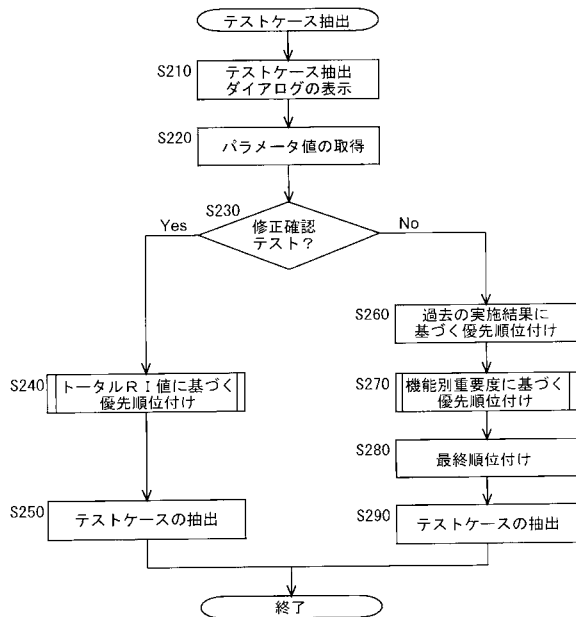 テストケース抽出
S210
テストケース抽出
ダイアログの表示
S220
パラメータ値の取得
S230
修正確認
テスト？
Yes
No
S260
過去の実施結果に
基づく優先順位付け
S240
トータルＲＩ値に基づく
優先順位付け
S270
機能別重要度に基づく
優先順位付け
S280
最終順位付け
S250
テストケースの抽出
S290
テストケースの抽出
終了